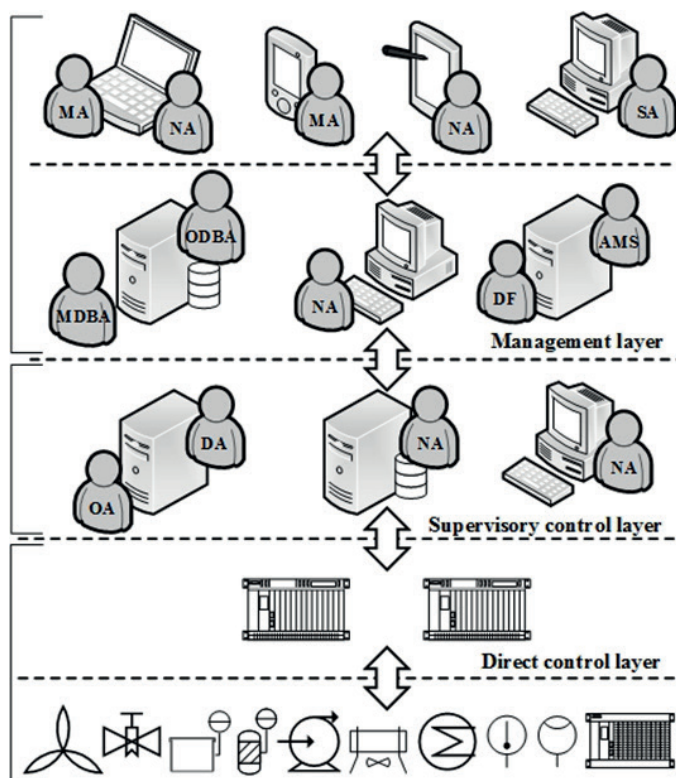 MA
NA
MA
NA
SA
ODBA
MDBA
NA
AMS
DF
Management layer
DA
OA
NA
NA
Supervisory control layer
Direct control layer